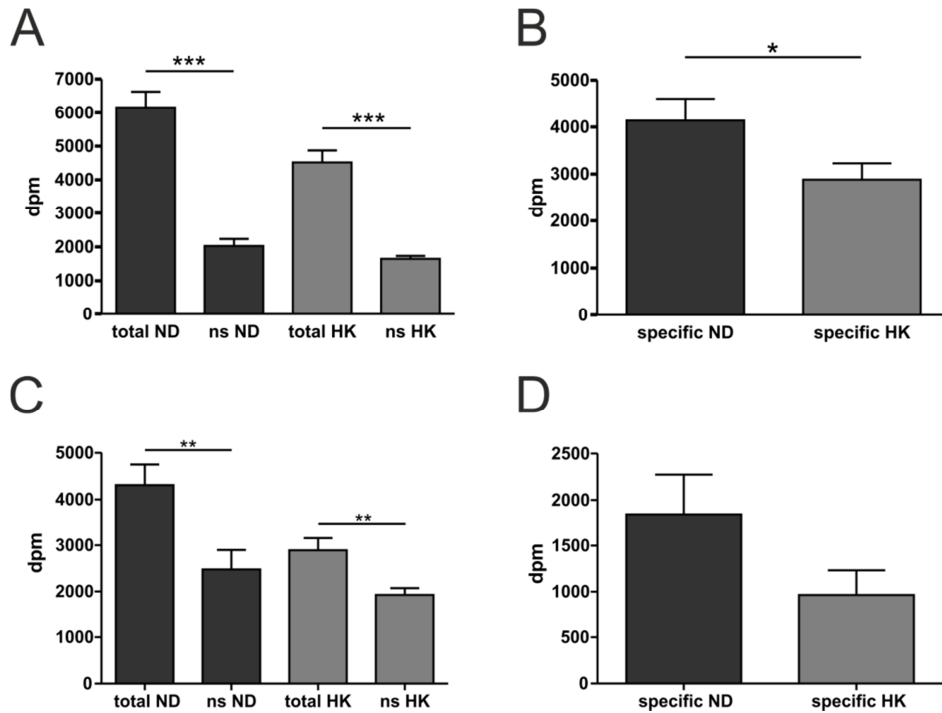 A
***
***
7000
6000
5000
4000
3000
2000
1000
0
dpm
total ND ns ND total HK ns HK
B
*
5000
4000
3000
2000
1000
0
dpm
specific ND specific HK
C
**
**
5000
4000
3000
2000
1000
0
dpm
total ND ns ND total HK ns HK
D
2500
2000
1500
1000
500
0
dpm
specific ND specific HK